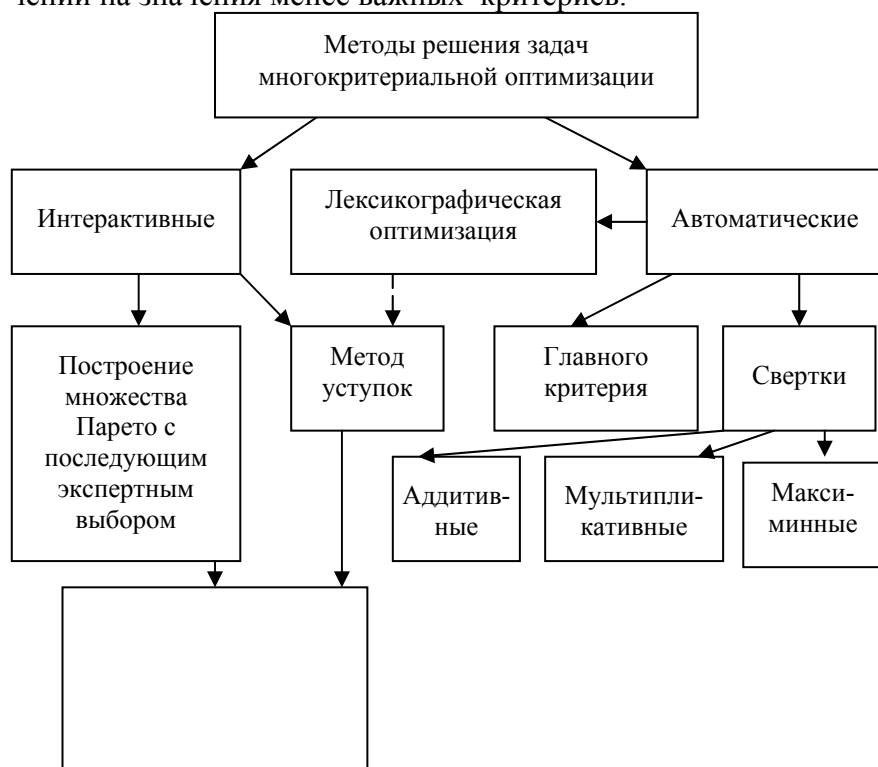 чений на значения менее важных критериев.
Методы решения задач
многокритериальной оптимизации
Интерактивные
Лексикографическая
оптимизация
Автоматические
Построение
множества
Парето с
последующим
экспертным
выбором
Метод
уступок
Главного
критерия
Свертки
Аддитив-
ные
Мультипли-
кативные
Макси-
минные